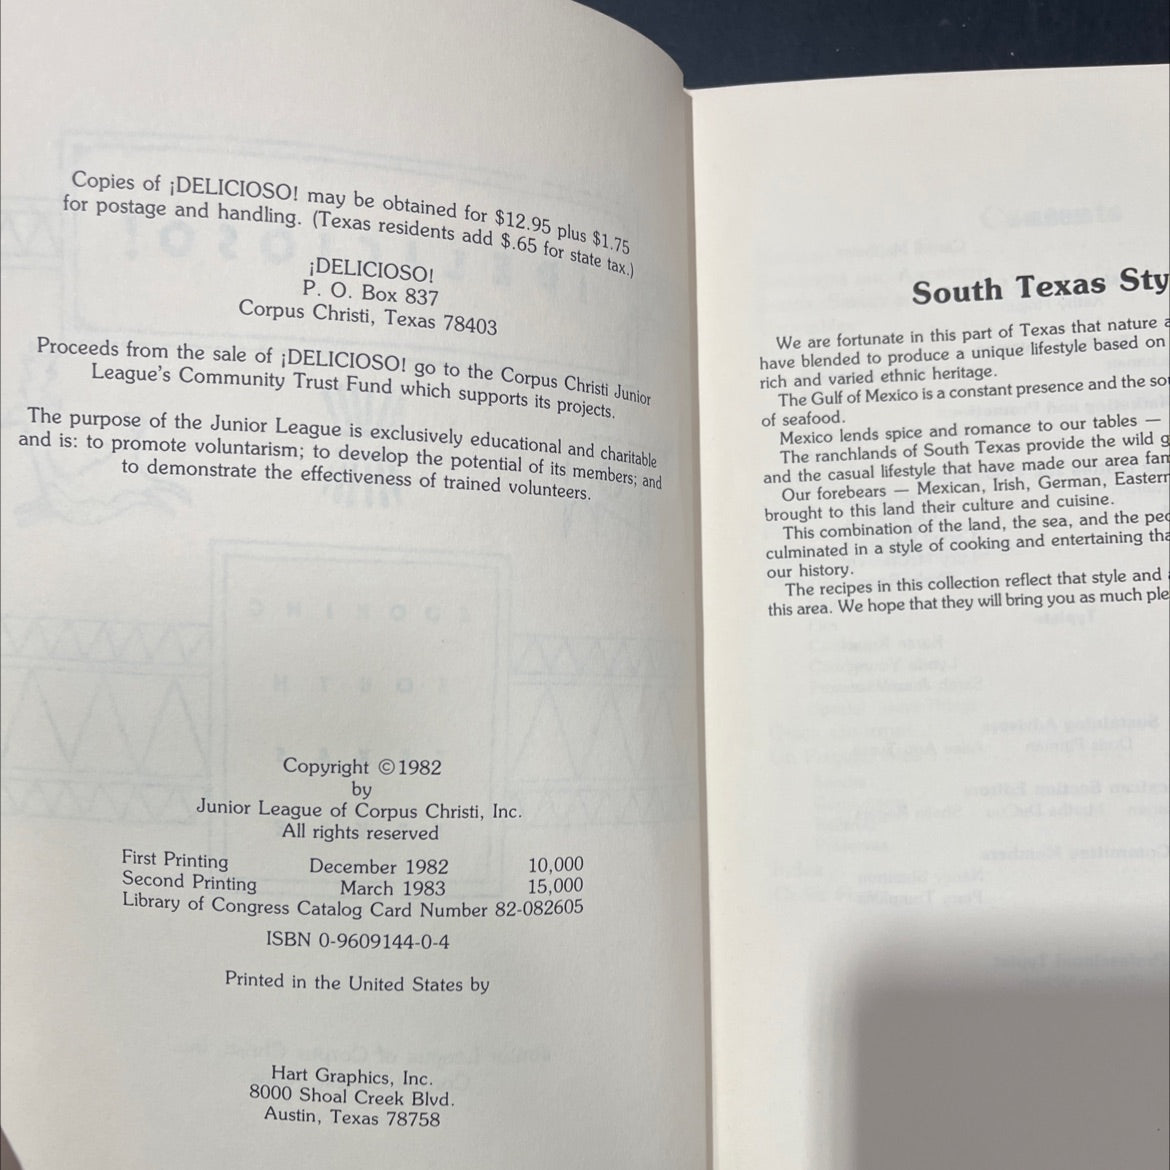 Copies of ¡DELICIOSO! may be obtained for $12.95 plus $1.75
for postage and handling. (Texas residents add $.65 for state tax.)
¡DELICIOSO!
P. O. Box 837
Corpus Christi, Texas 78403
Proceeds from the sale of ¡DELICIOSO! go to the Corpus Christi Junior
League's Community Trust Fund which supports its projects.
The purpose of the Junior League is exclusively educational and charitable
and is: to promote voluntarism; to develop the potential of its members; and
to demonstrate the effectiveness of trained volunteers.
Copyright ©1982
by
Junior League of Corpus Christi, Inc.
All rights reserved
First Printing December 1982 10,000
Second Printing March 1983 15,000
Library of Congress Catalog Card Number 82-082605
ISBN 0-9609144-0-4
Printed in the United States by
Hart Graphics, Inc.
8000 Shoal Creek Blvd.
Austin, Texas 78758
South Texas Sty
We are fortunate in this part of Texas that nature a
have blended to produce a unique lifestyle based on
rich and varied ethnic heritage.
The Gulf of Mexico is a constant presence and the so
of seafood.
Mexico lends spice and romance to our tables —
The ranchlands of South Texas provide the wild g
and the casual lifestyle that have made our area fam
Our forebears — Mexican, Irish, German, Eastern
brought to this land their culture and cuisine.
This combination of the land, the sea, and the peo
culminated in a style of cooking and entertaining tha
our history.
The recipes in this collection reflect that style and
this area. We hope that they will bring you as much ple